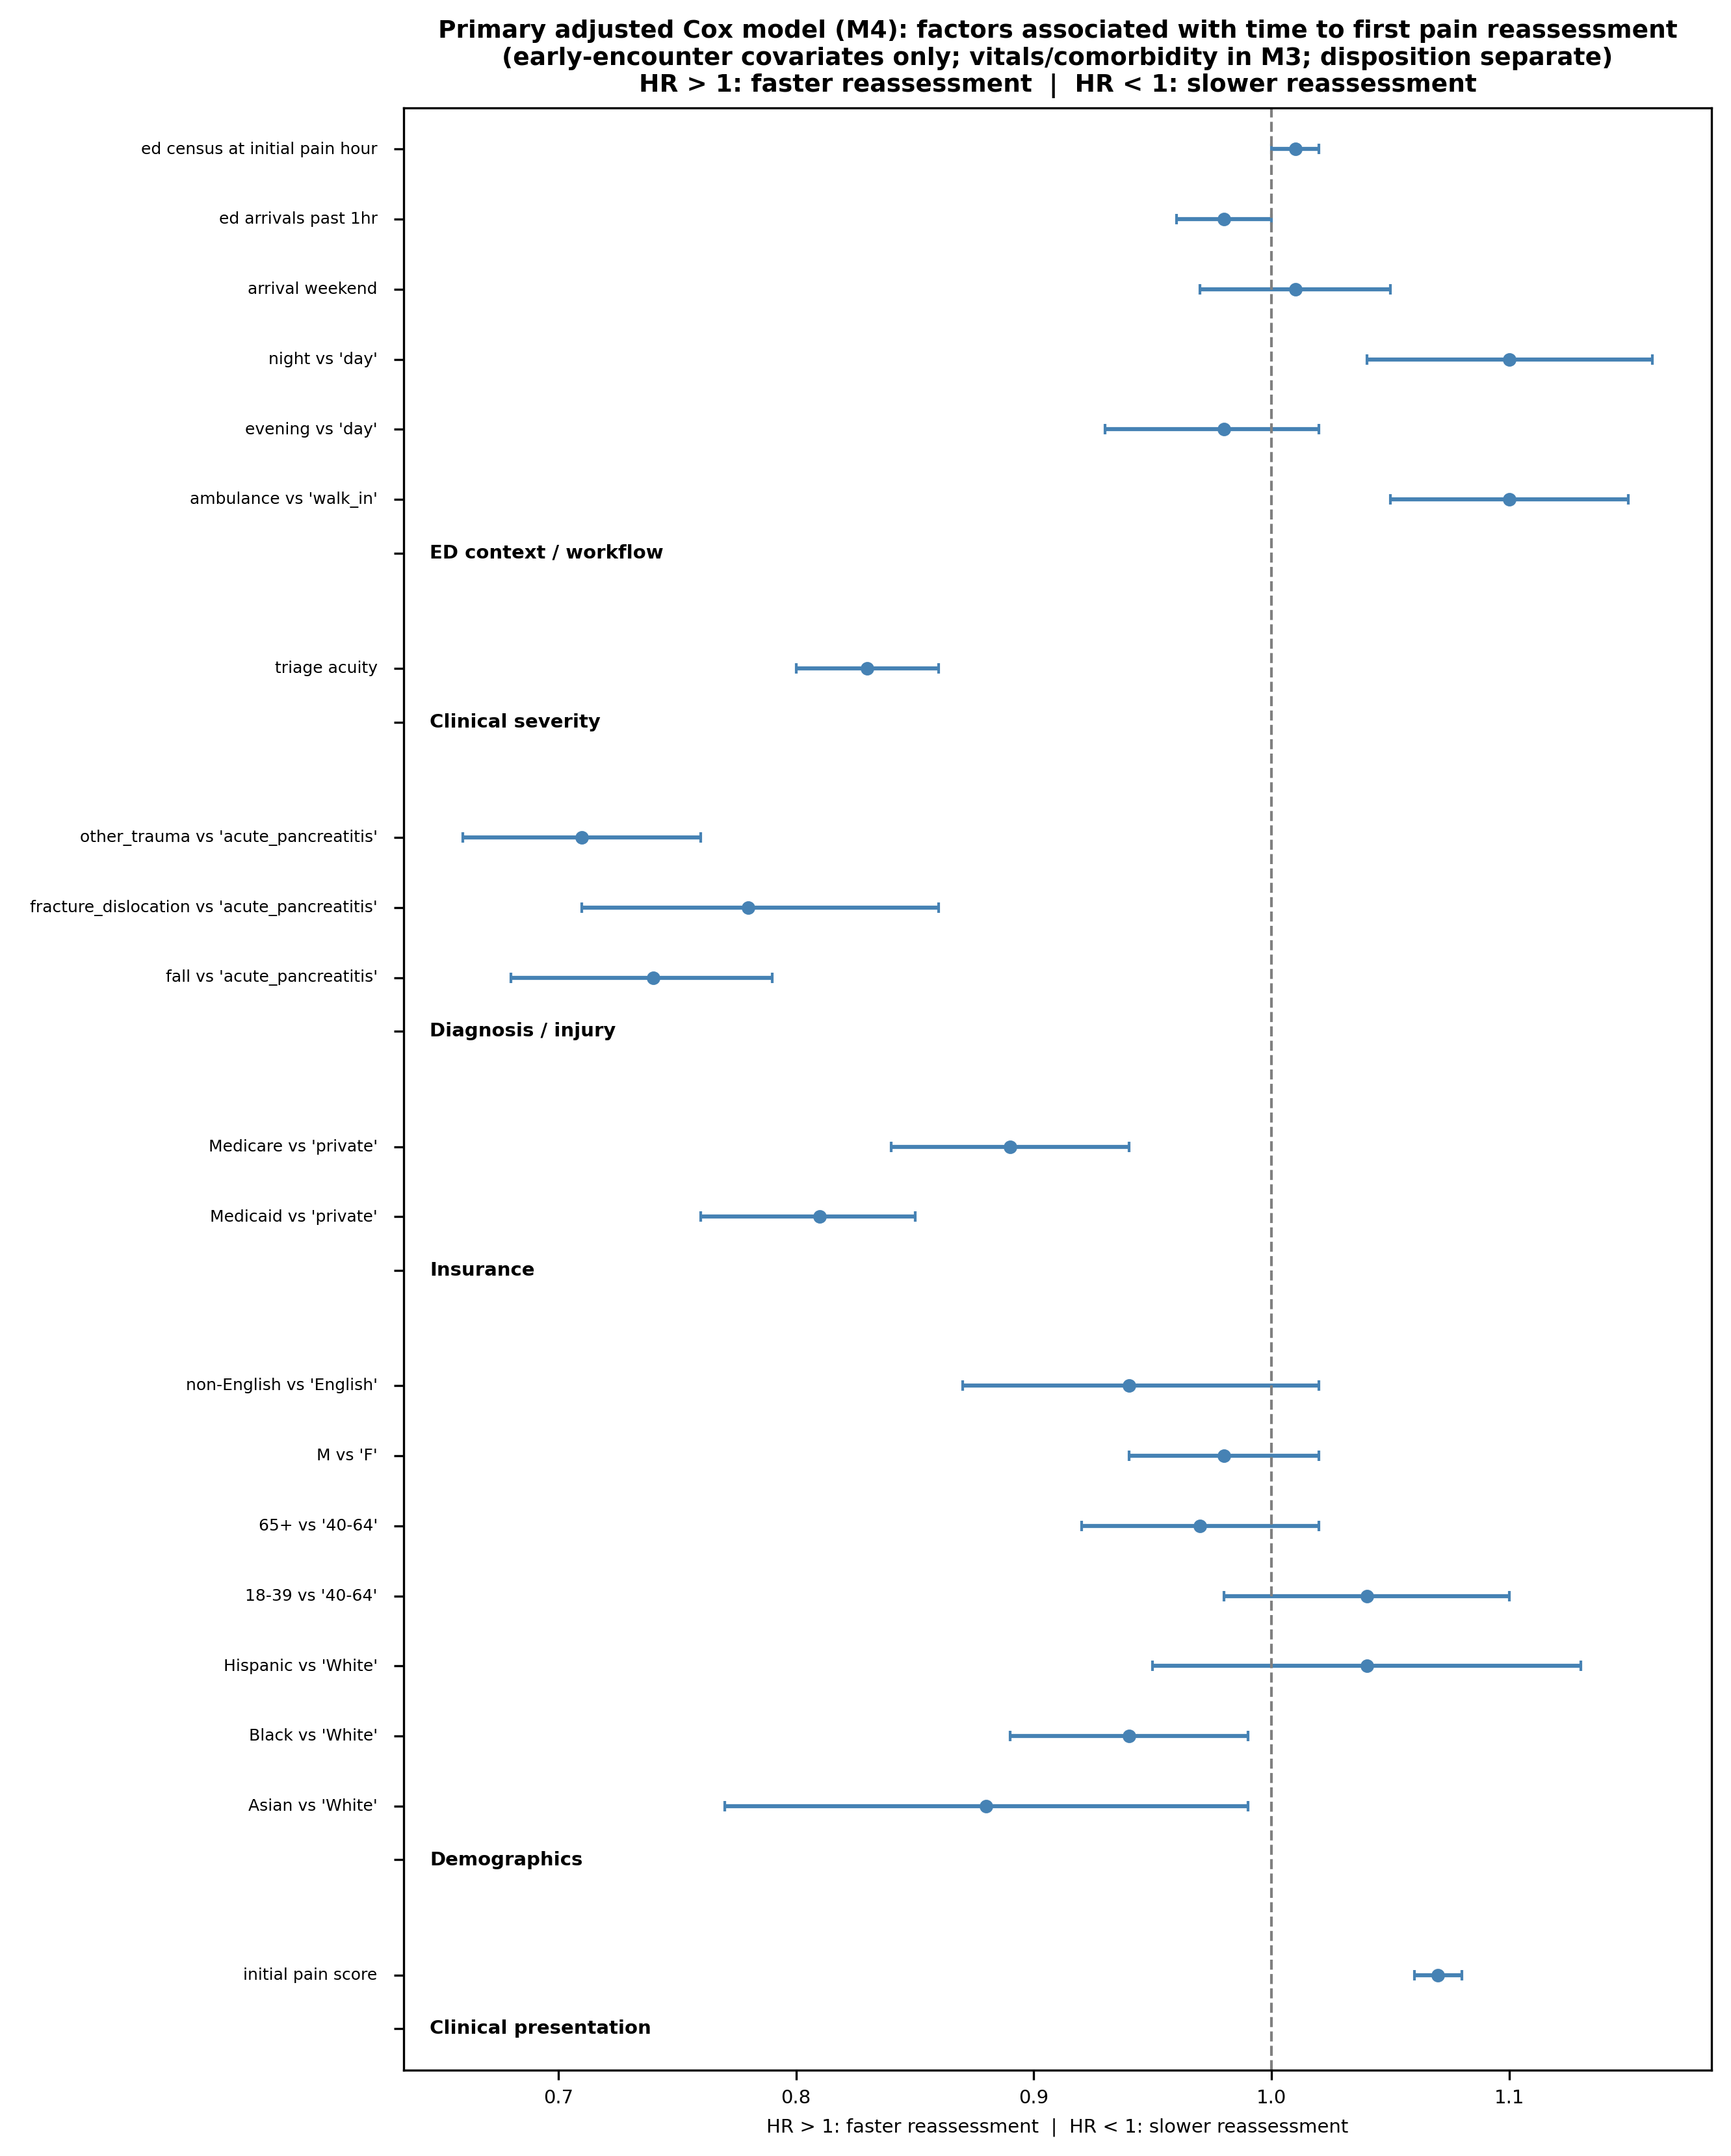 Primary adjusted Cox model (M4): factors associated with time to first pain reassessment
(early-encounter covariates only; vitals/comorbidity in M3; disposition separate)
HR > 1: faster reassessment | HR < 1: slower reassessment
ed census at initial pain hour
ed arrivals past 1hr
arrival weekend
night vs 'day'
evening vs 'day'
ambulance vs 'walk_in'
ED context / workflow
triage acuity
Clinical severity
other_trauma vs 'acute_pancreatitis'
fracture_dislocation vs 'acute_pancreatitis'
fall vs 'acute_pancreatitis'
Diagnosis / injury
Medicare vs 'private'
Medicaid vs 'private'
Insurance
non-English vs 'English'
M vs 'F'
65+ vs '40-64'
18-39 vs '40-64'
Hispanic vs 'White'
Black vs 'White'
Asian vs 'White'
Demographics
initial pain score
Clinical presentation
0.7 0.8 0.9 1.0 1.1
HR > 1: faster reassessment | HR < 1: slower reassessment